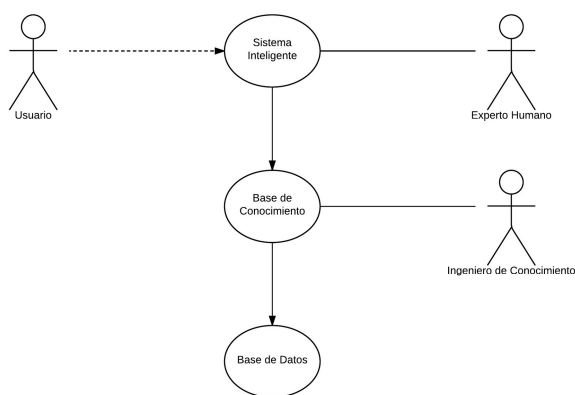 Sistema
Inteligente
Usuario
Experto Humano
Base de
Conocimiento
Ingeniero de Conocimiento
Base de Datos